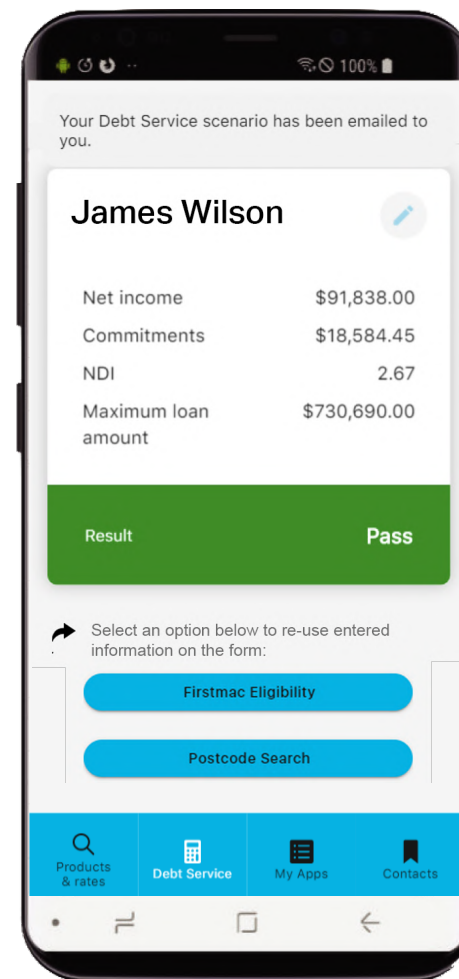 100%
Your Debt Service scenario has been emailed to
you.
James Wilson
Net income $91,838.00
Commitments $18,584.45
NDI 2.67
Maximum loan $730,690.00
amount
Result Pass
Select an option below to re-use entered
information on the form:
Firstmac Eligibility
Postcode Search
Products
& rates
Debt Service
My Apps
Contacts